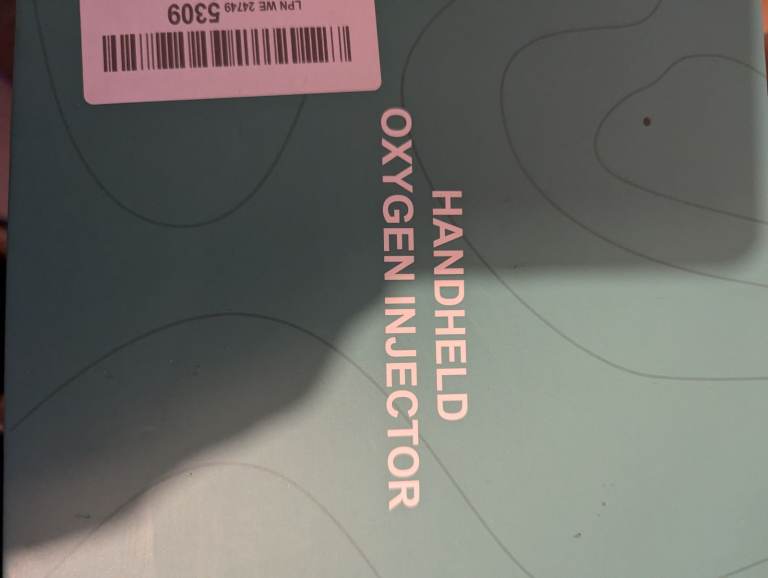 HANDHELD
OXYGEN INJECTOR
LPN WE 24749
5309